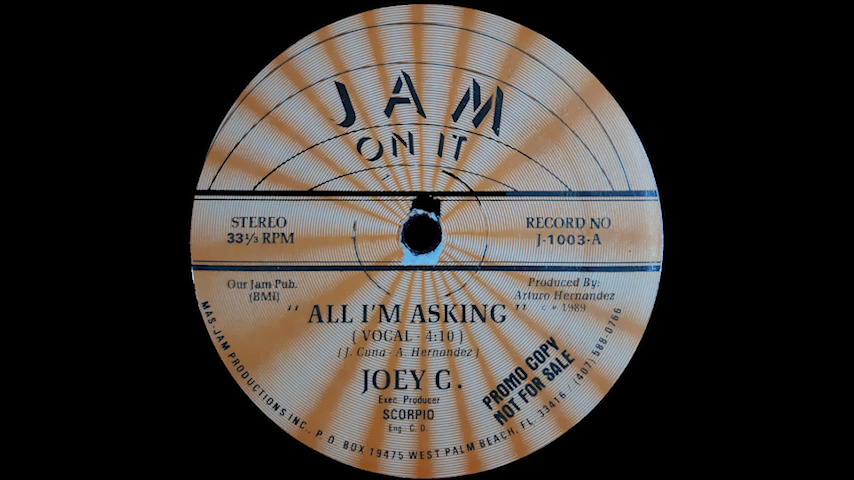 JAM
ON IT
STEREO
33 1/3 RPM
RECORD NO
J-1003-A
Our Jam Pub.
(BMI)
Produced By:
Arturo Hernandez
© ℗ 1989
" ALL I'M ASKING "
( VOCAL - 4:10 )
( J. Cuna - A. Hernandez )
JOEY C.
Exec. Producer
SCORPIO
Eng. C. D.
PROMO COPY
NOT FOR SALE
MAS-JAM PRODUCTIONS INC., P. O. BOX 19475 WEST PALM BEACH, FL. 33416 / (407) 588-0766